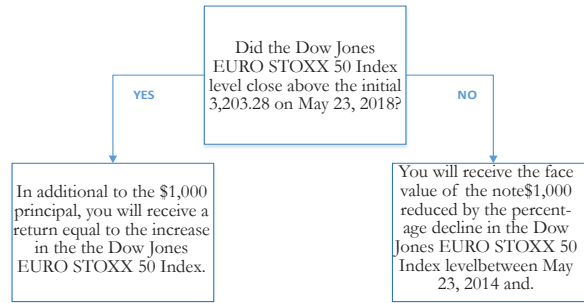 Did the Dow Jones
EURO STOXX 50 Index
level close above the initial
3,203.28 on May 23, 2018?
YES
NO
In additional to the $1,000
principal, you will receive a
return equal to the increase
in the the Dow Jones
EURO STOXX 50 Index.
You will receive the face
value of the note$1,000
reduced by the percent-
age decline in the Dow
Jones EURO STOXX 50
Index levelbetween May
23, 2014 and.